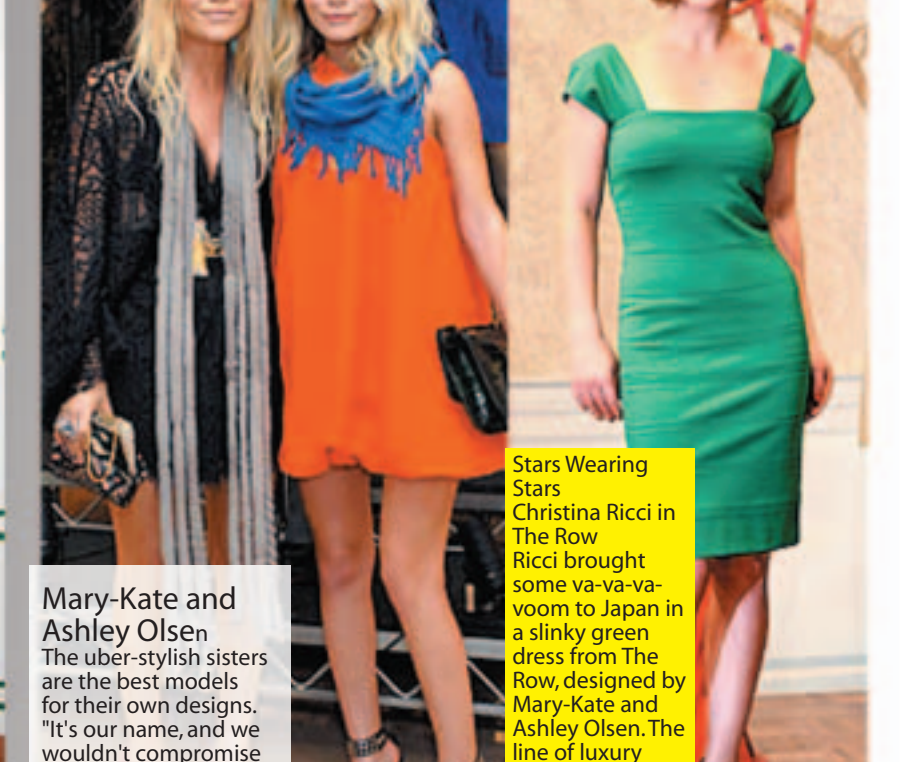 Mary-Kate and
Ashley Olsen
The uber-stylish sisters
are the best models
for their own designs.
"It's our name, and we
wouldn't compromise
Stars Wearing
Stars
Christina Ricci in
The Row
Ricci brought
some va-va-va-
voom to Japan in
a slinky green
dress from The
Row, designed by
Mary-Kate and
Ashley Olsen. The
line of luxury